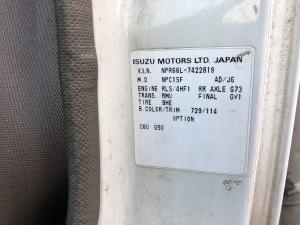 ISUZU MOTORS LTD. JAPAN
V.I.N. NPR66L-7422819
M.O NPC1SF AD/JG
ENGINE RLS/4HF1 RR AXLE G73
TRANS. RMU FINAL GV1
TIRE 9HE
B.COLOR/TRIM 729/114
OPTION
C60 G50